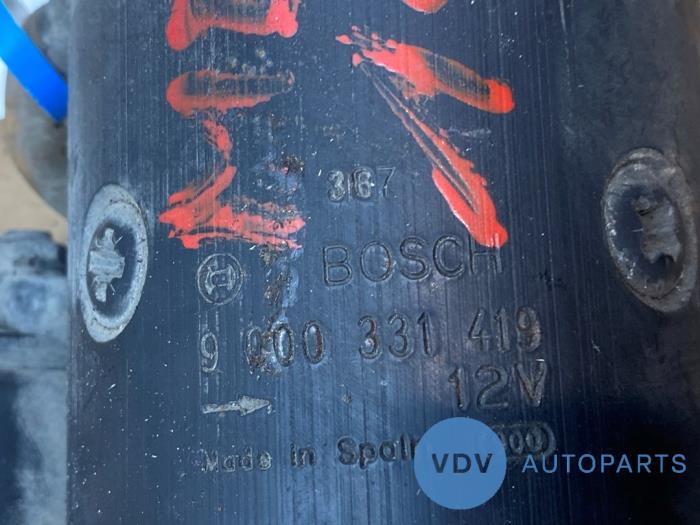 367
BOSCH
9 000 331 419
12V
Made in Spain
VDV AUTOPARTS